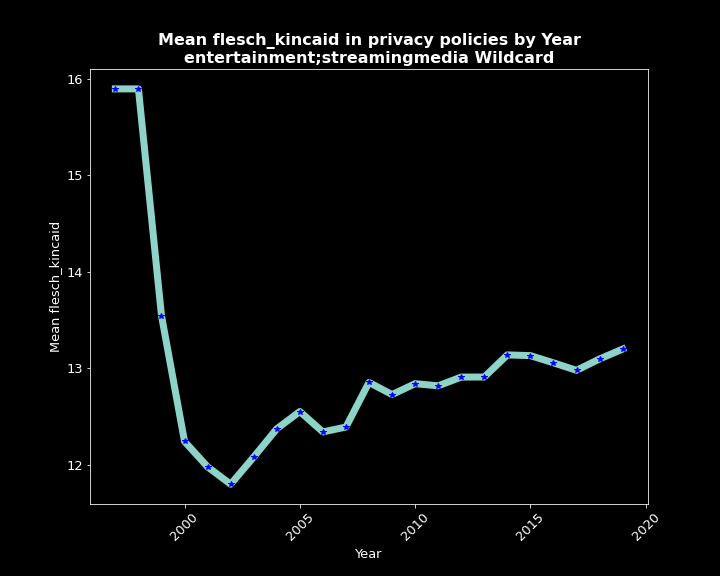 Mean flesch_kincaid in privacy policies by Year
entertainment;streamingmedia Wildcard
16
15
14
13
12
Mean flesch_kincaid
2000
2005
2010
2015
2020
Year